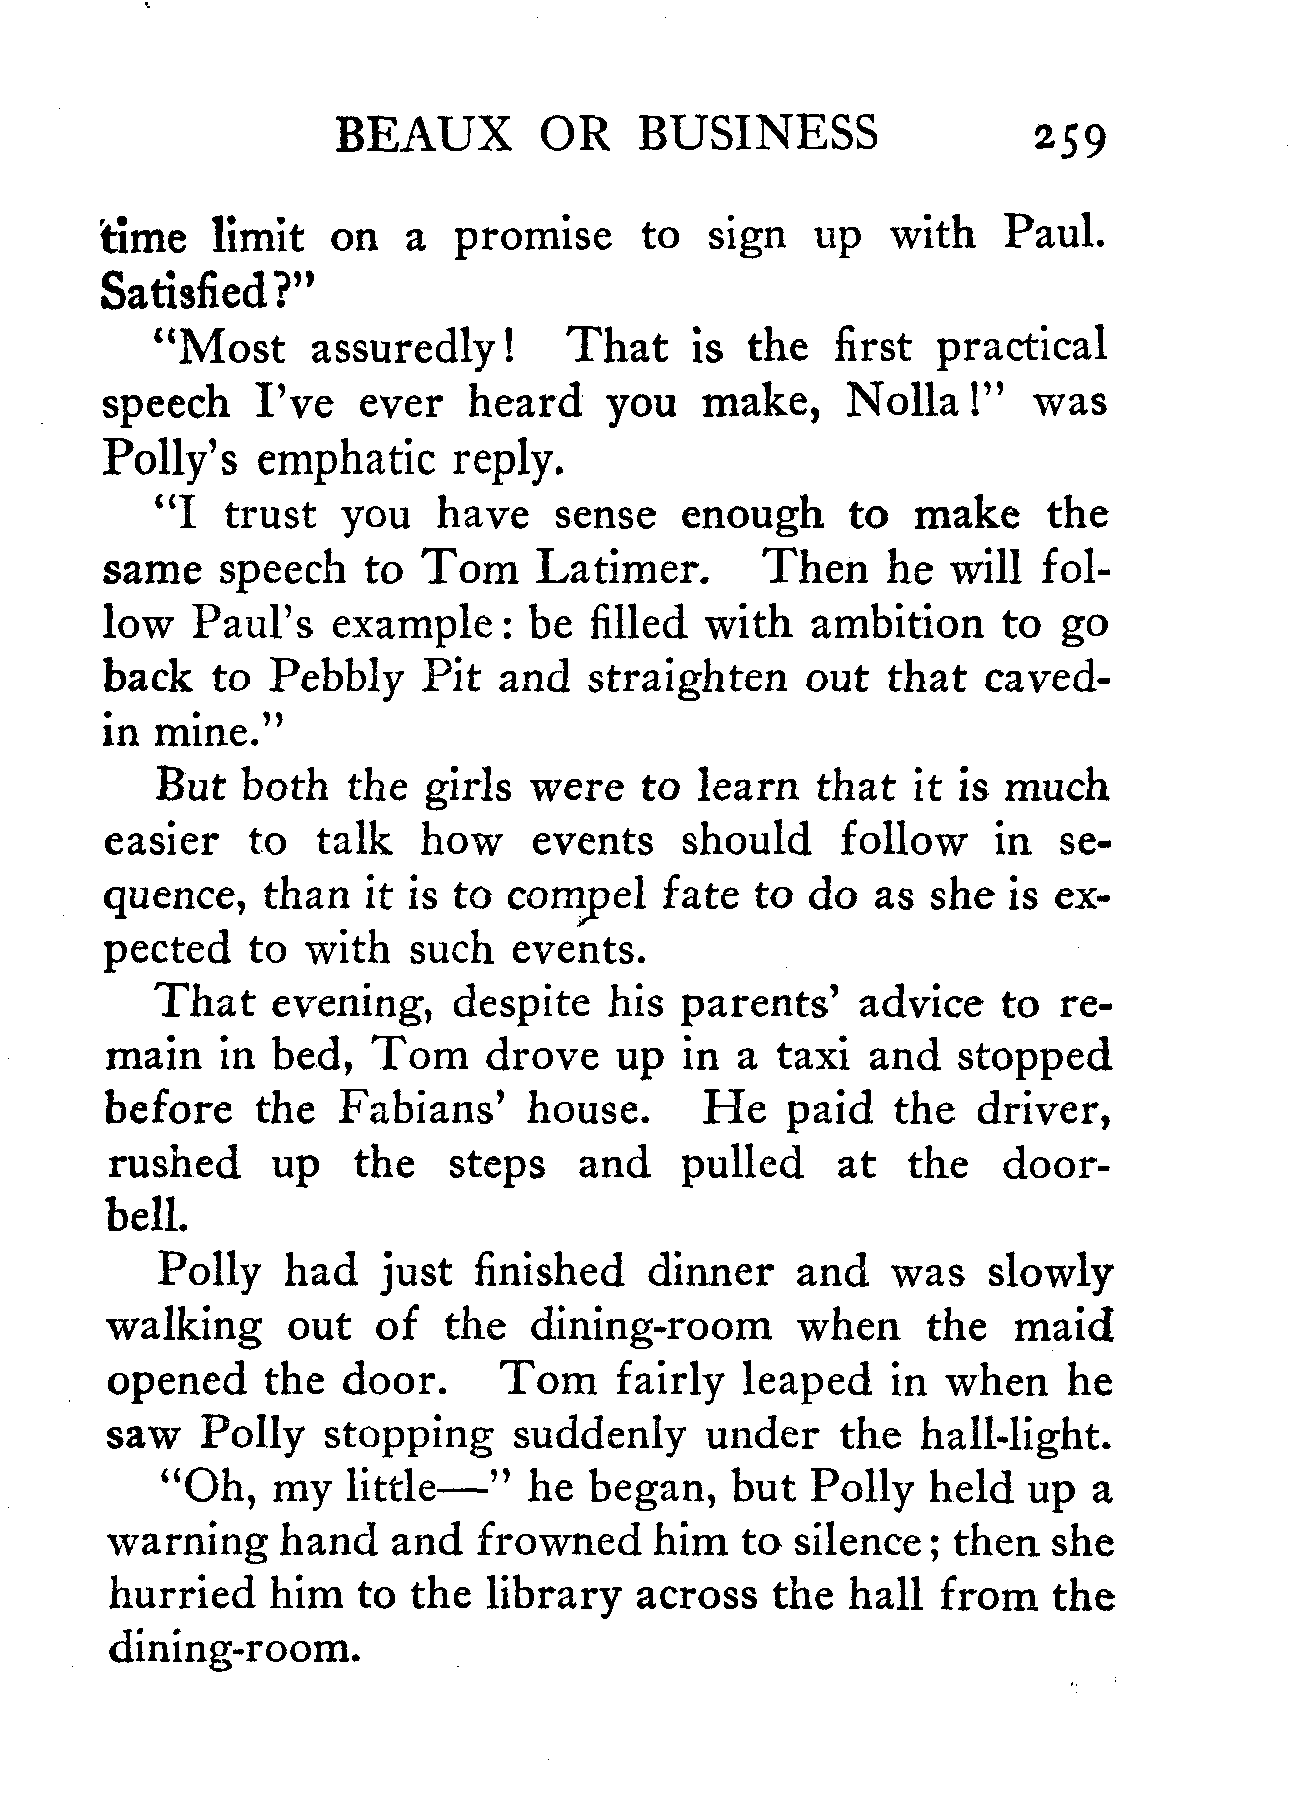 BEAUX OR BUSINESS 259
time limit on a promise to sign up with Paul.
Satisfied?"
"Most assuredly! That is the first practical
speech I've ever heard you make, Nolla!" was
Polly's emphatic reply.
"I trust you have sense enough to make the
same speech to Tom Latimer. Then he will fol-
low Paul's example: be filled with ambition to go
back to Pebbly Pit and straighten out that caved-
in mine."
But both the girls were to learn that it is much
easier to talk how events should follow in se-
quence, than it is to compel fate to do as she is ex-
pected to with such events.
That evening, despite his parents' advice to re-
main in bed, Tom drove up in a taxi and stopped
before the Fabians' house. He paid the driver,
rushed up the steps and pulled at the door-
bell.
Polly had just finished dinner and was slowly
walking out of the dining-room when the maid
opened the door. Tom fairly leaped in when he
saw Polly stopping suddenly under the hall-light.
"Oh, my little—" he began, but Polly held up a
warning hand and frowned him to silence; then she
hurried him to the library across the hall from the
dining-room.